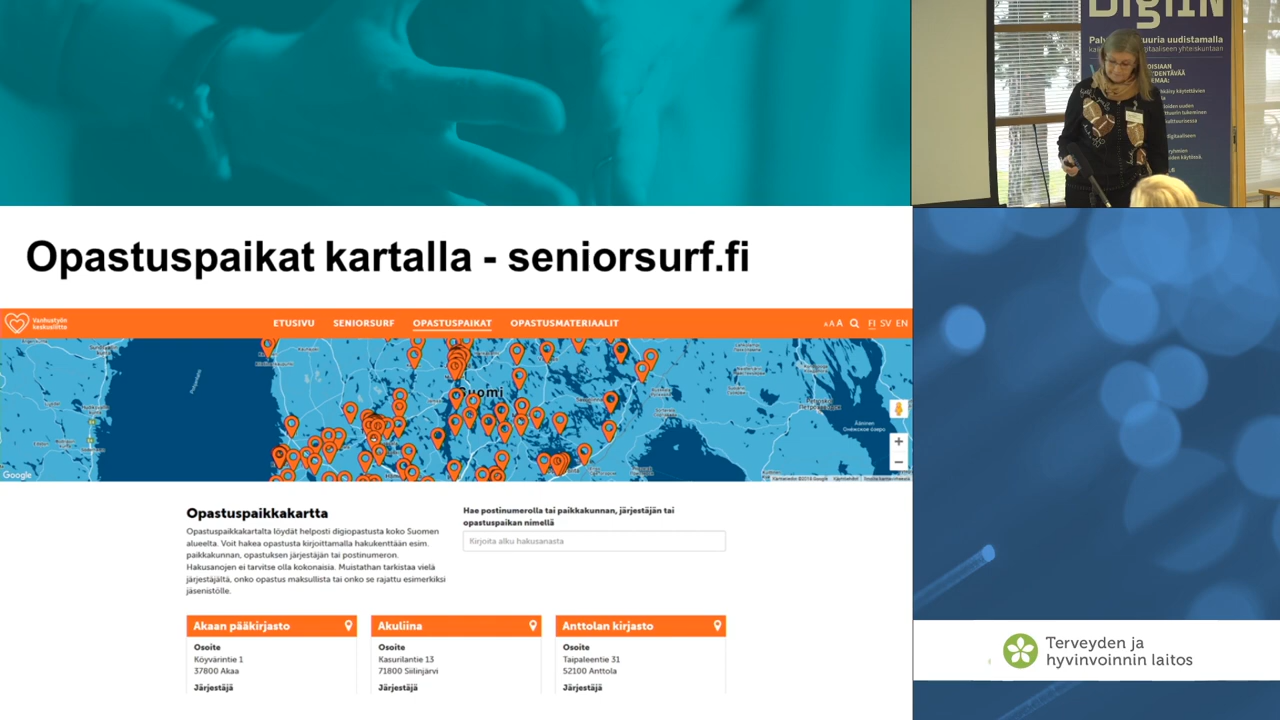 DigiIN
Opastuspaikat kartalla - seniorsurf.fi
Vanhustyön
keskusliitto
ETUSIVU SENIORSURF OPASTUSPAIKAT OPASTUSMATERIAALIT
AAA FI SV EN
Suomi
Google
Opastuspaikkakartta
Opastuspaikkakartalta löydät helposti digiopastusta koko Suomen
alueelta. Voit hakea opastusta kirjoittamalla hakukenttään esim.
paikkakunnan, opastuksen järjestäjän tai postinumeron.
Hakusanojen ei tarvitse olla kokonaisia. Muistathan tarkistaa vielä
järjestäjältä, onko opastus maksullista tai onko se rajattu esimerkiksi
jäsenistölle.
Hae postinumerolla tai paikkakunnan, järjestäjän tai
opastuspaikan nimellä
Kirjoita alku hakusanasta
Akaan pääkirjasto
Osoite
Köyvärintie 1
37800 Akaa
Järjestäjä
Akuliina
Osoite
Kasurilantie 13
71800 Siilinjärvi
Järjestäjä
Anttolan kirjasto
Osoite
Taipaleentie 31
52100 Anttola
Järjestäjä
Terveyden ja
hyvinvoinnin laitos